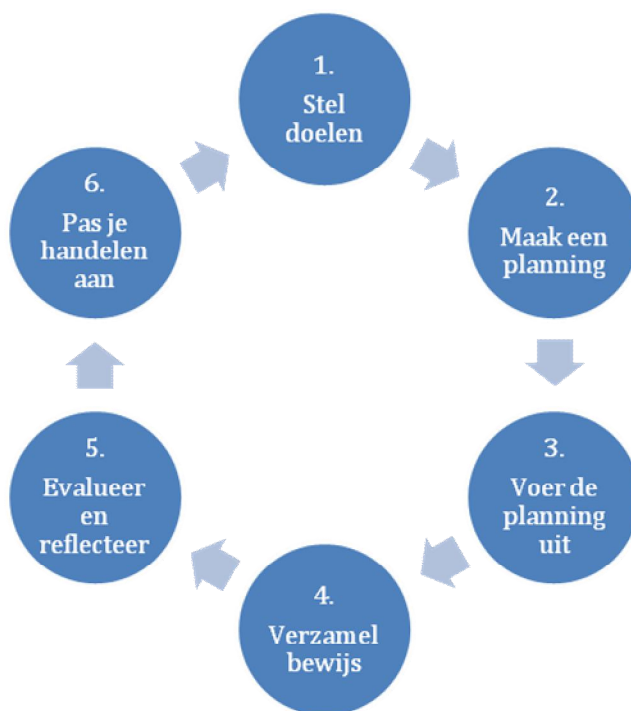 1.
Stel
doelen
2.
Maak een
planning
3.
Voer de
planning
uit
4.
Verzamel
bewijs
5.
Evalueer
en
reflecteer
6.
Pas je
handelen
aan